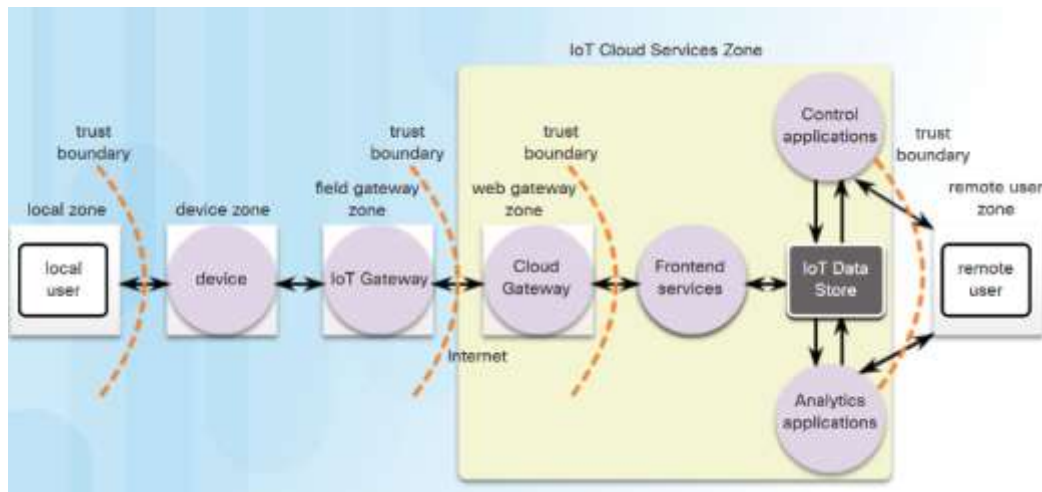 IoT Cloud Services Zone
trust
boundary
trust
boundary
trust
boundary
Control
applications
trust
boundary
local zone
device zone
field gateway
zone
web gateway
zone
remote user
zone
local
user
device
IoT Gateway
Cloud
Gateway
Frontend
services
IoT Data
Store
remote
user
Internet
Analytics
applications